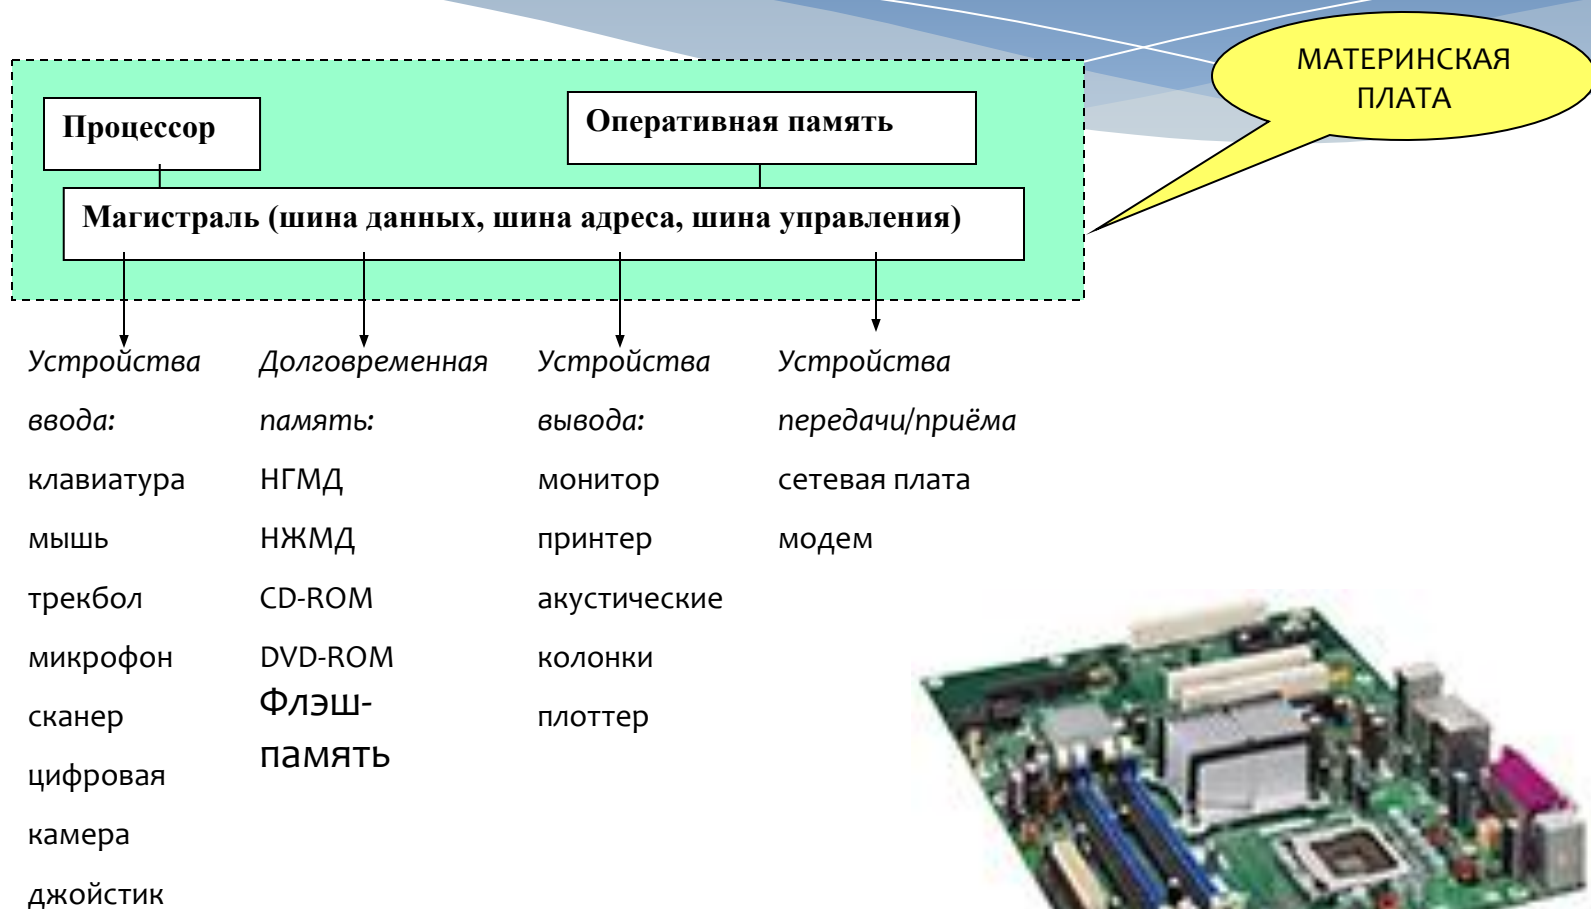 МАТЕРИНСКАЯ
ПЛАТА
Процессор
Оперативная память
Магистраль (шина данных, шина адреса, шина управления)
Устройства
ввода:
клавиатура
мышь
трекбол
микрофон
сканер
цифровая
камера
джойстик
Долговременная
память:
НГМД
НЖМД
CD-ROM
DVD-ROM
Флэш-
память
Устройства
вывода:
монитор
принтер
акустические
колонки
плоттер
Устройства
передачи/приёма
сетевая плата
модем